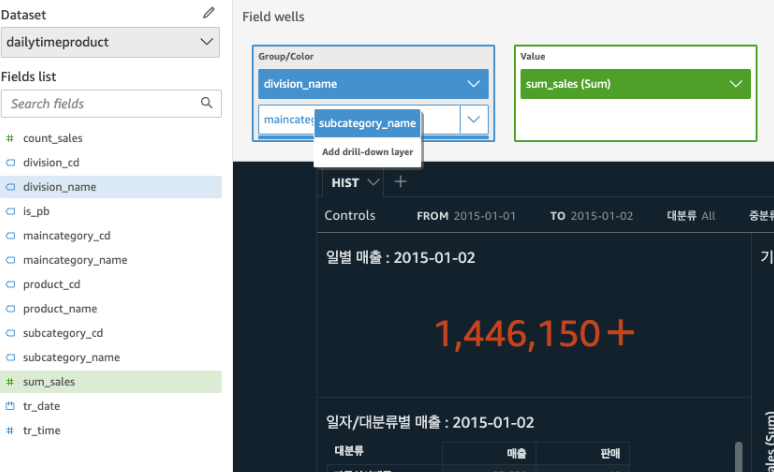 Dataset
dailytimeproduct
Fields list
Search fields
# count_sales
division_cd
division_name
is_pb
maincategory_cd
maincategory_name
product_cd
product_name
subcategory_cd
subcategory_name
# sum_sales
tr_date
# tr_time
Field wells
Group/Color
division_name
maincateg
subcategory_name
Add drill-down layer
Value
sum_sales (Sum)
HIST
Controls FROM 2015-01-01 TO 2015-01-02 대분류 All 중분류
일별 매출 : 2015-01-02
기
1,446,150+
일자/대분류별 매출 : 2015-01-02
대분류 매출 판매
(Sum)